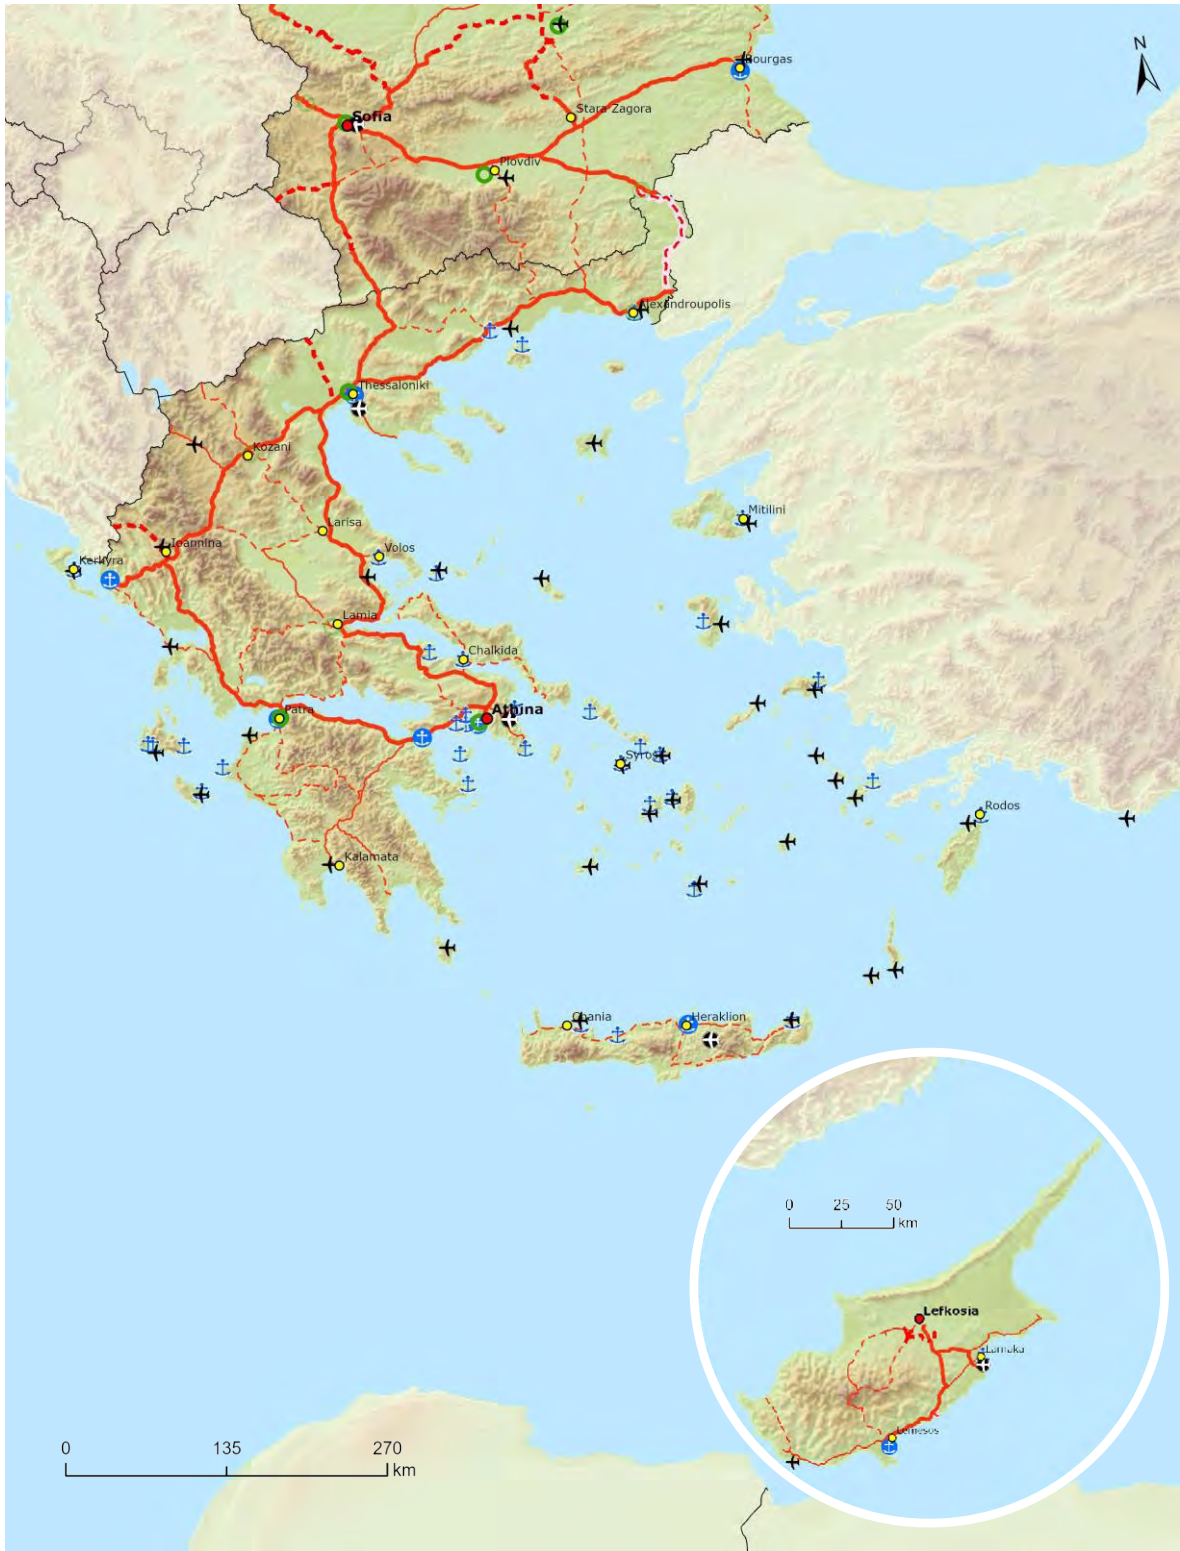 N
Bourgas
Stara Zagora
Sofia
Plovdiv
Alexandroupolis
Thessaloniki
Kozani
Mitilini
Larisa
Ioannina
Volos
Kerkyra
Lamia
Chalkida
Patra
Athina
Syros
Rodos
Kalamata
Chania
Heraklion
0 25 50
km
Lefkosia
Larnaka
Lemesos
0 135 270
km